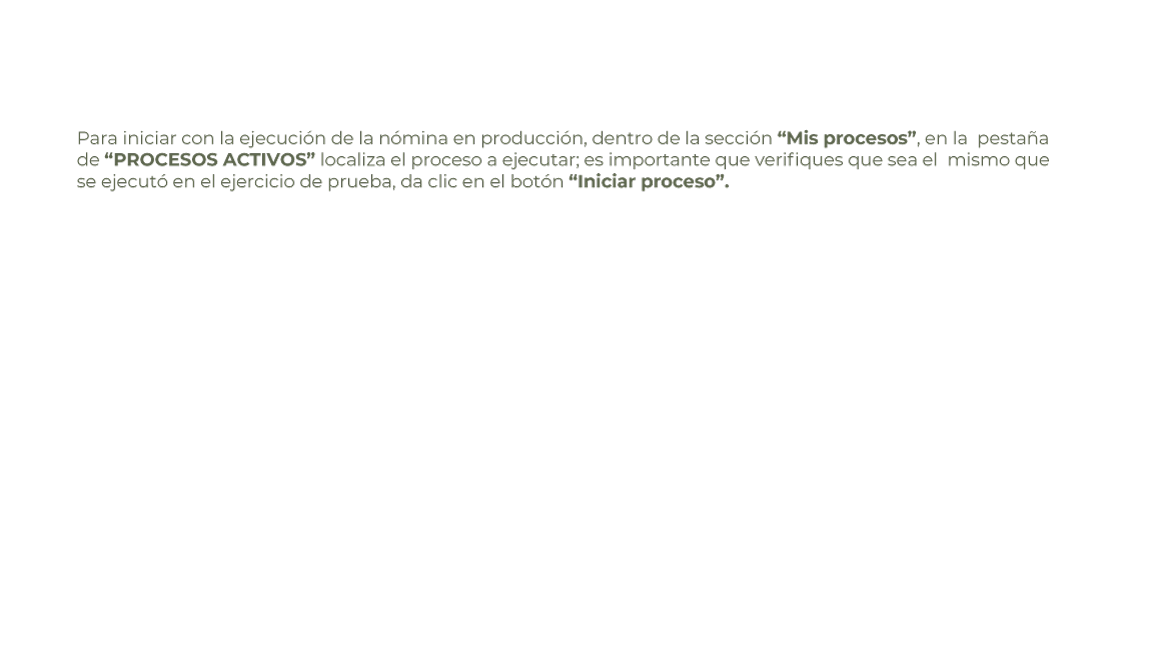 Para iniciar con la ejecución de la nómina en producción, dentro de la sección “Mis procesos”, en la  pestaña
de “PROCESOS ACTIVOS” localiza el proceso a ejecutar; es importante que verifiques que sea el  mismo que
se ejecutó en el ejercicio de prueba, da clic en el botón “Iniciar proceso”.